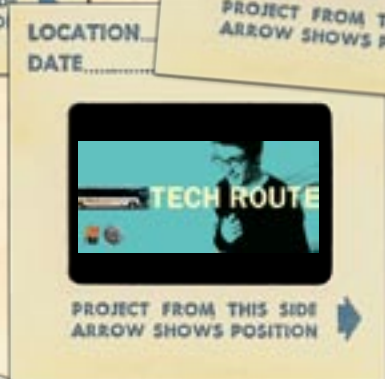 PROJECT FROM
ARROW SHOWS
LOCATION...
DATE............
TECH ROUTE
PROJECT FROM THIS SIDE
ARROW SHOWS POSITION